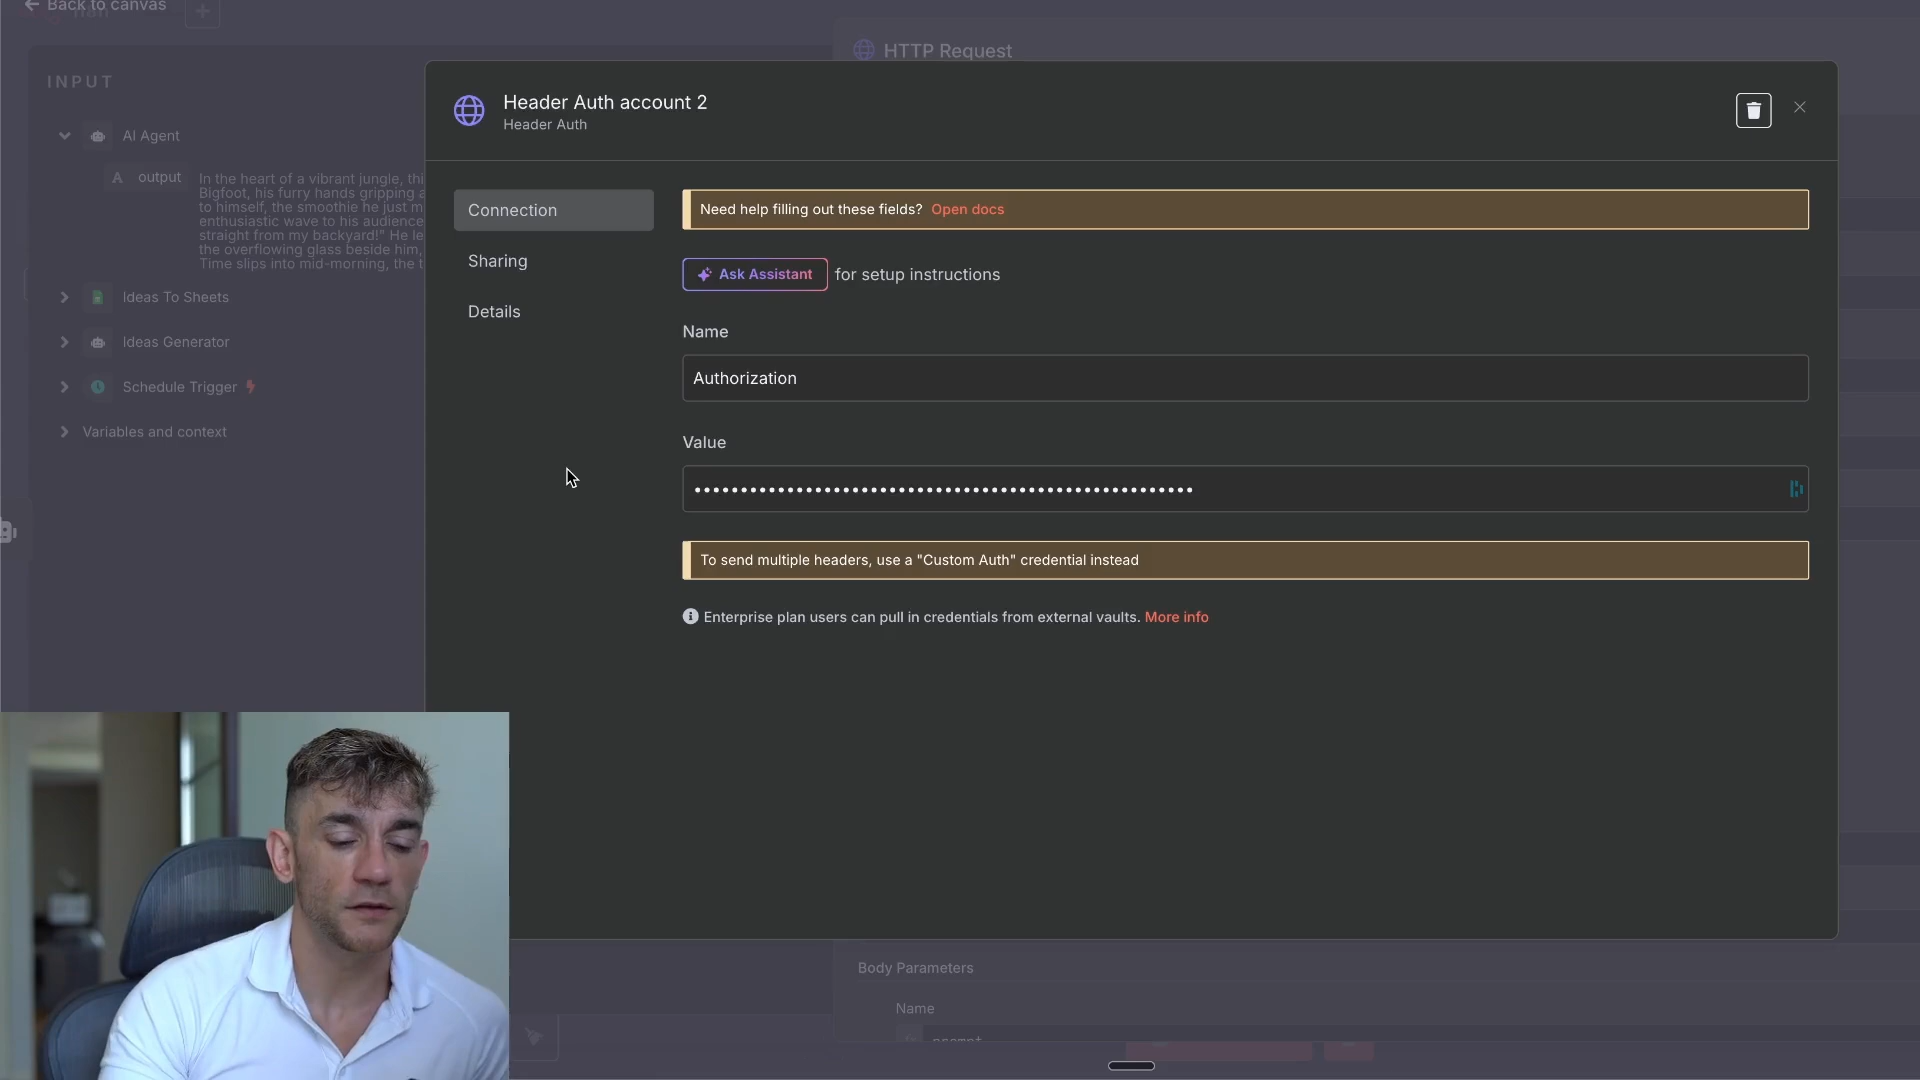 Back to canvas
HTTP Request
INPUT
Header Auth account 2
Header Auth
AI Agent
A output
In the heart of a vibrant jungle, thi
Bigfoot, his furry hands gripping a
to himself, the smoothie he just m
enthusiastic wave to his audience
straight from my backyard!" He le
the overflowing glass beside him,
Time slips into mid-morning, the t
Connection
Need help filling out these fields? Open docs
Sharing
Ask Assistant for setup instructions
Ideas To Sheets
Details
Name
Ideas Generator
Authorization
Schedule Trigger
Variables and context
Value
To send multiple headers, use a "Custom Auth" credential instead
Enterprise plan users can pull in credentials from external vaults. More info
Body Parameters
Name
prompt